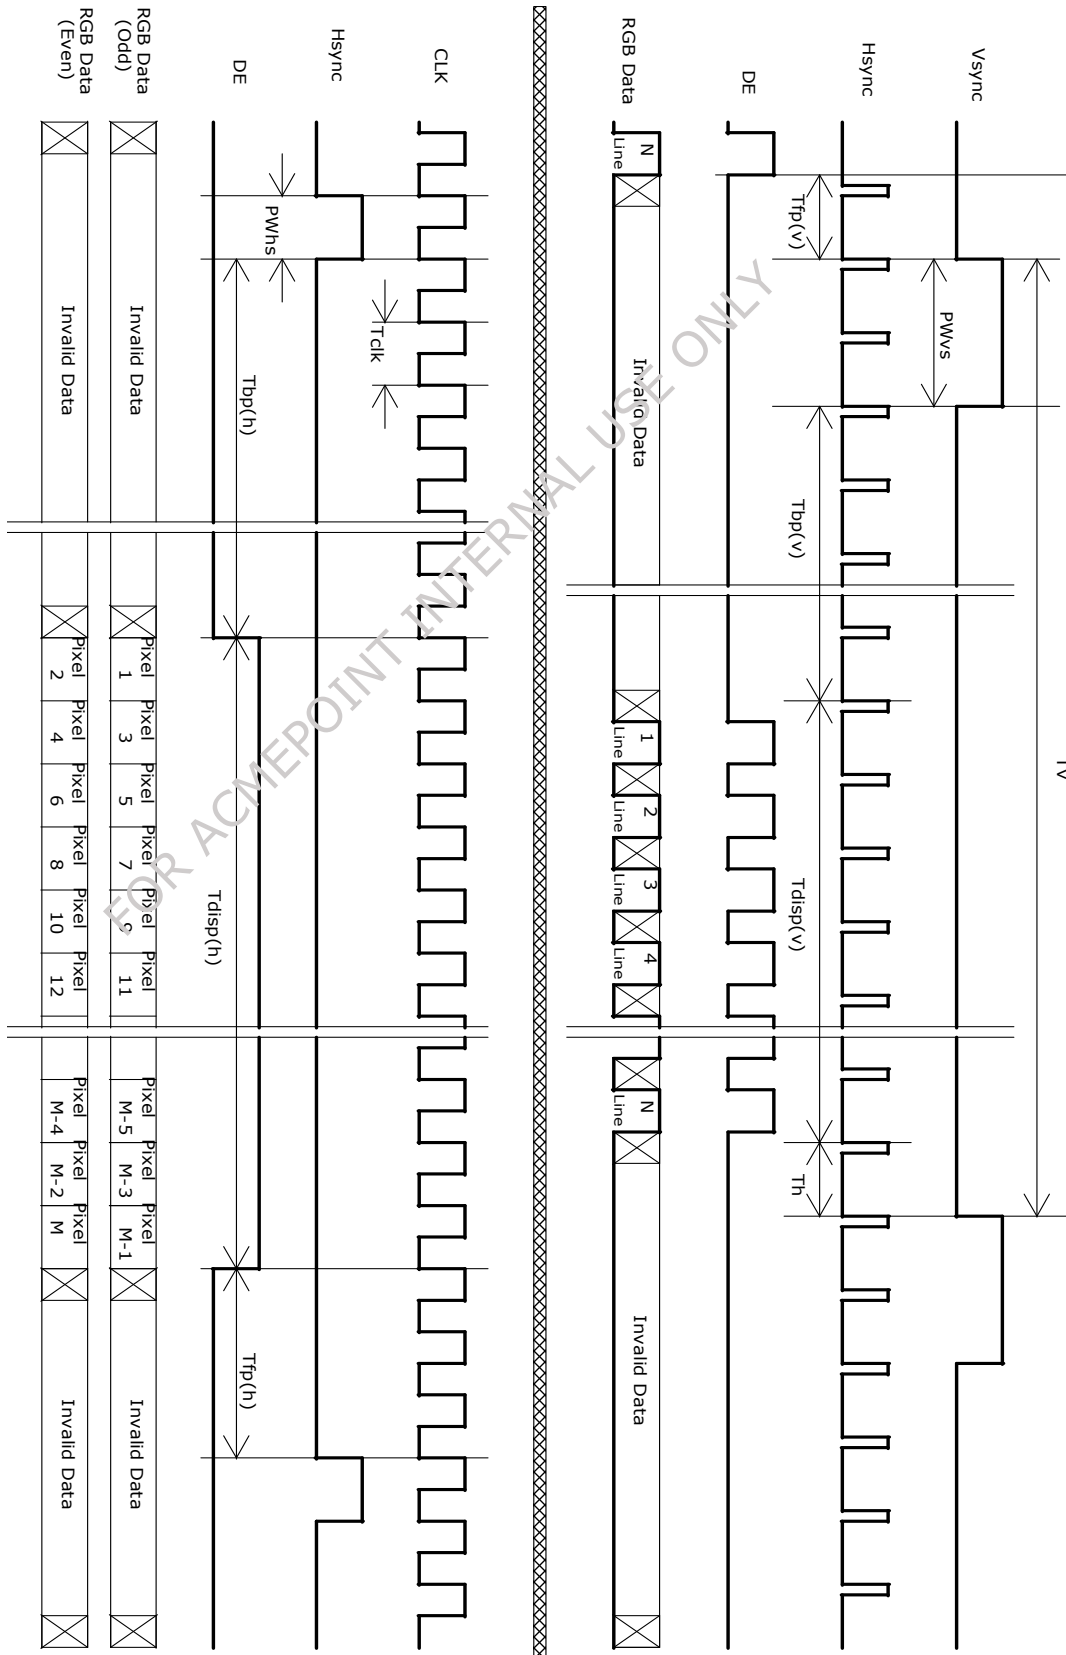 Tv
Vsync
PWvs
Hsync
Tfp(v)
Tbp(v)
Tdisp(v)
Th
DE
RGB Data
N
Line
Invalid Data
1
Line
2
Line
3
Line
4
Line
N
Line
Invalid Data
CLK
Tclk
Hsync
PWhs
DE
Tbp(h)
Tdisp(h)
Tfp(h)
RGB Data
(Odd)
Invalid Data
Pixel
1
Pixel
3
Pixel
5
Pixel
7
Pixel
9
Pixel
11
Pixel
M-5
Pixel
M-3
Pixel
M-1
Invalid Data
RGB Data
(Even)
Invalid Data
Pixel
2
Pixel
4
Pixel
6
Pixel
8
Pixel
10
Pixel
12
Pixel
M-4
Pixel
M-2
Pixel
M
Invalid Data
FOR ACMEPOINT INTERNAL USE ONLY